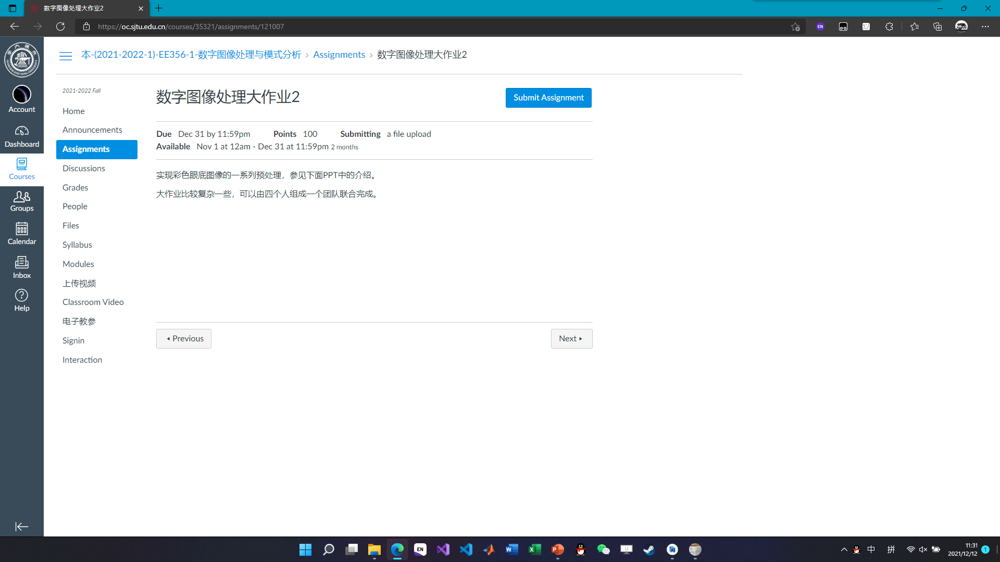 数字图像处理大作业2
https://oc.sjtu.edu.cn/courses/35321/assignments/121007
EN
本-(2021-2022-1)-EE356-1-数字图像处理与模式分析 › Assignments › 数字图像处理大作业2
Account
Dashboard
Courses
Groups
Calendar
Inbox
Help
2021-2022 Fall
Home
Announcements
Assignments
Discussions
Grades
People
Files
Syllabus
Modules
上传视频
Classroom Video
电子教参
Signin
Interaction
数字图像处理大作业2
Submit Assignment
Due Dec 31 by 11:59pm Points 100 Submitting a file upload
Available Nov 1 at 12am - Dec 31 at 11:59pm 2 months
实现彩色眼底图像的一系列预处理，参见下面PPT中的介绍。
大作业比较复杂一些，可以由四个人组成一个团队联合完成。
Previous
Next
EN
中
拼
11:31
2021/12/12
1